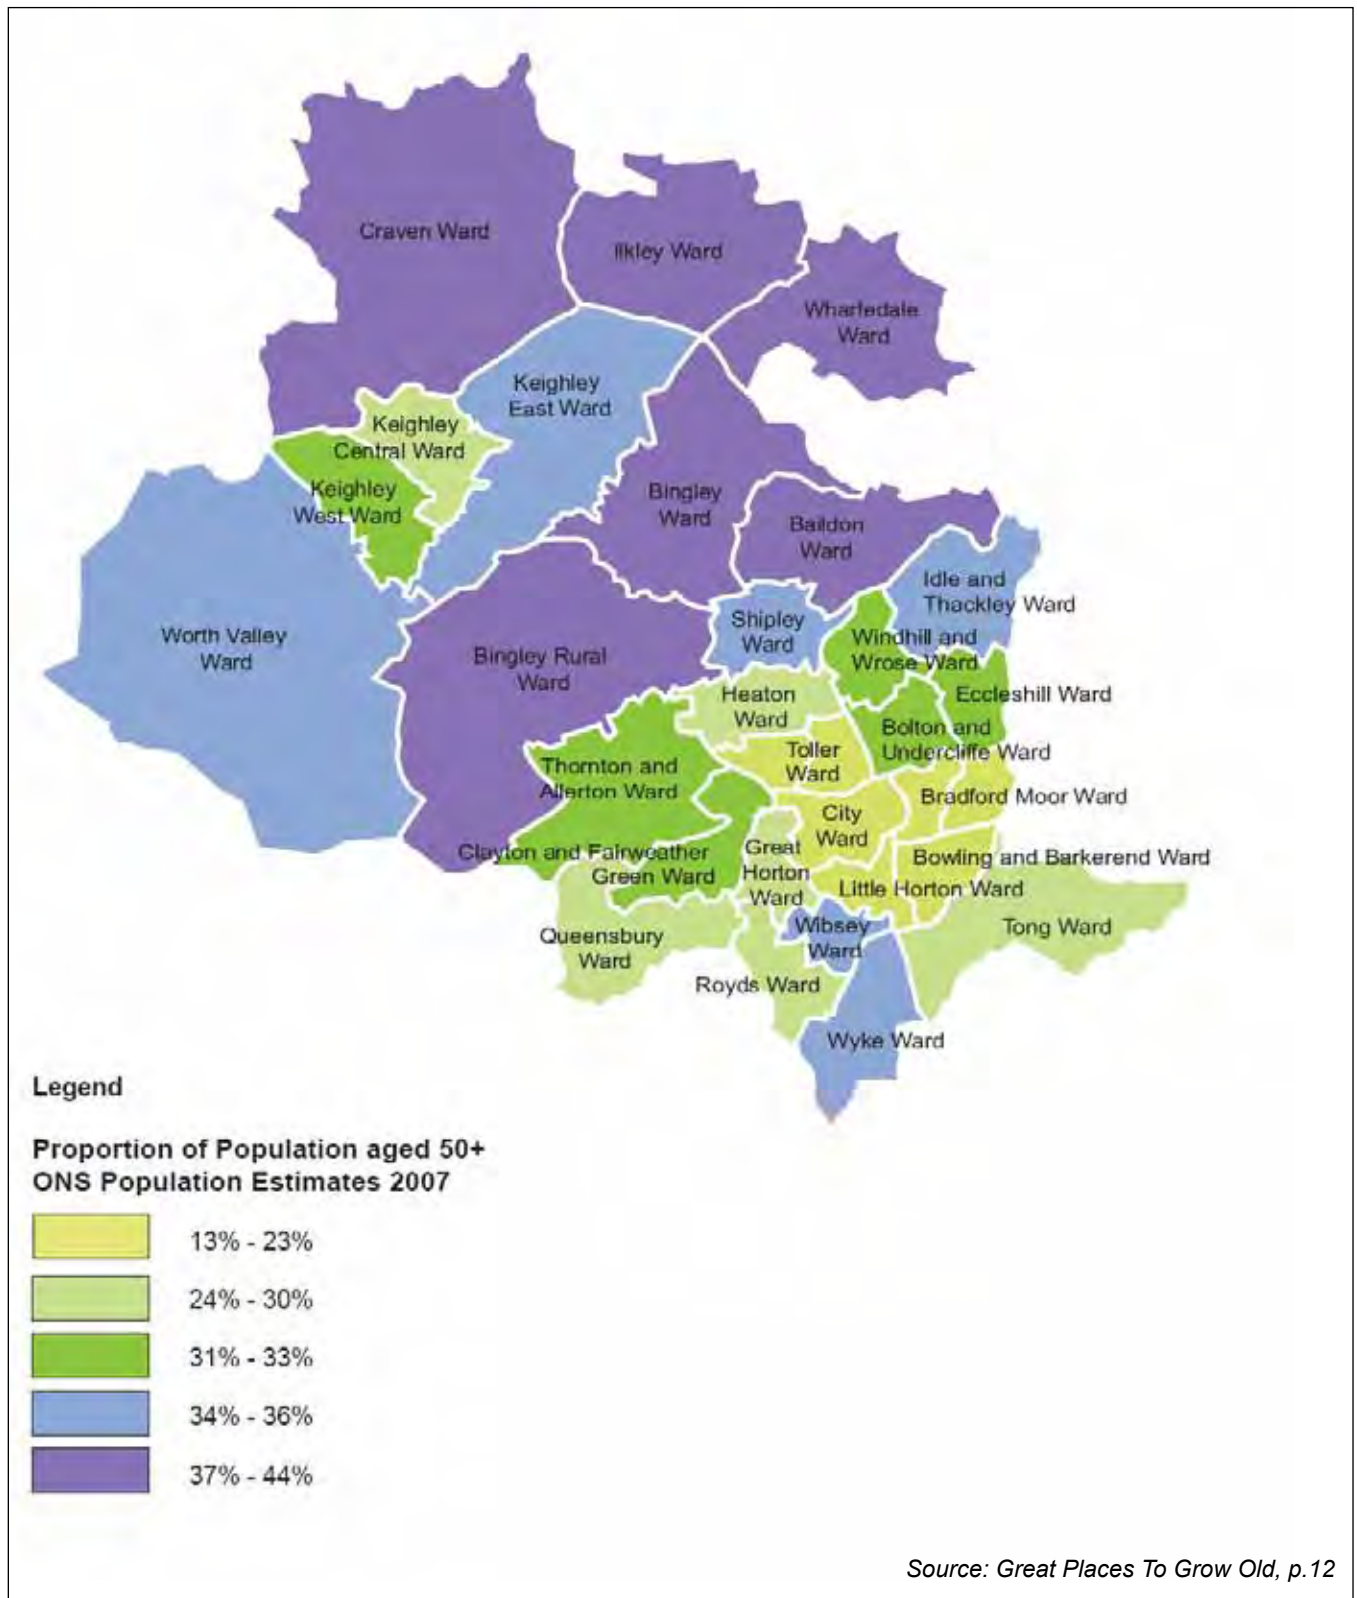 Craven Ward
Ilkley Ward
Wharfedale
Ward
Keighley
East Ward
Keighley
Central Ward
Keighley
West Ward
Bingley
Ward
Baildon
Ward
Idle and
Thackley Ward
Shipley
Ward
Worth Valley
Ward
Windhill and
Wrose Ward
Bingley Rural
Ward
Heaton
Ward
Eccleshill Ward
Bolton and
Undercliffe Ward
Toller
Ward
Thornton and
Allerton Ward
Bradford Moor Ward
City
Ward
Clayton and Fairweather
Green Ward
Great
Horton
Ward
Bowling and Barkerend Ward
Little Horton Ward
Queensbury
Ward
Wibsey
Ward
Tong Ward
Royds Ward
Wyke Ward
Legend
Proportion of Population aged 50+
ONS Population Estimates 2007
13% - 23%
24% - 30%
31% - 33%
34% - 36%
37% - 44%
Source: Great Places To Grow Old, p.12